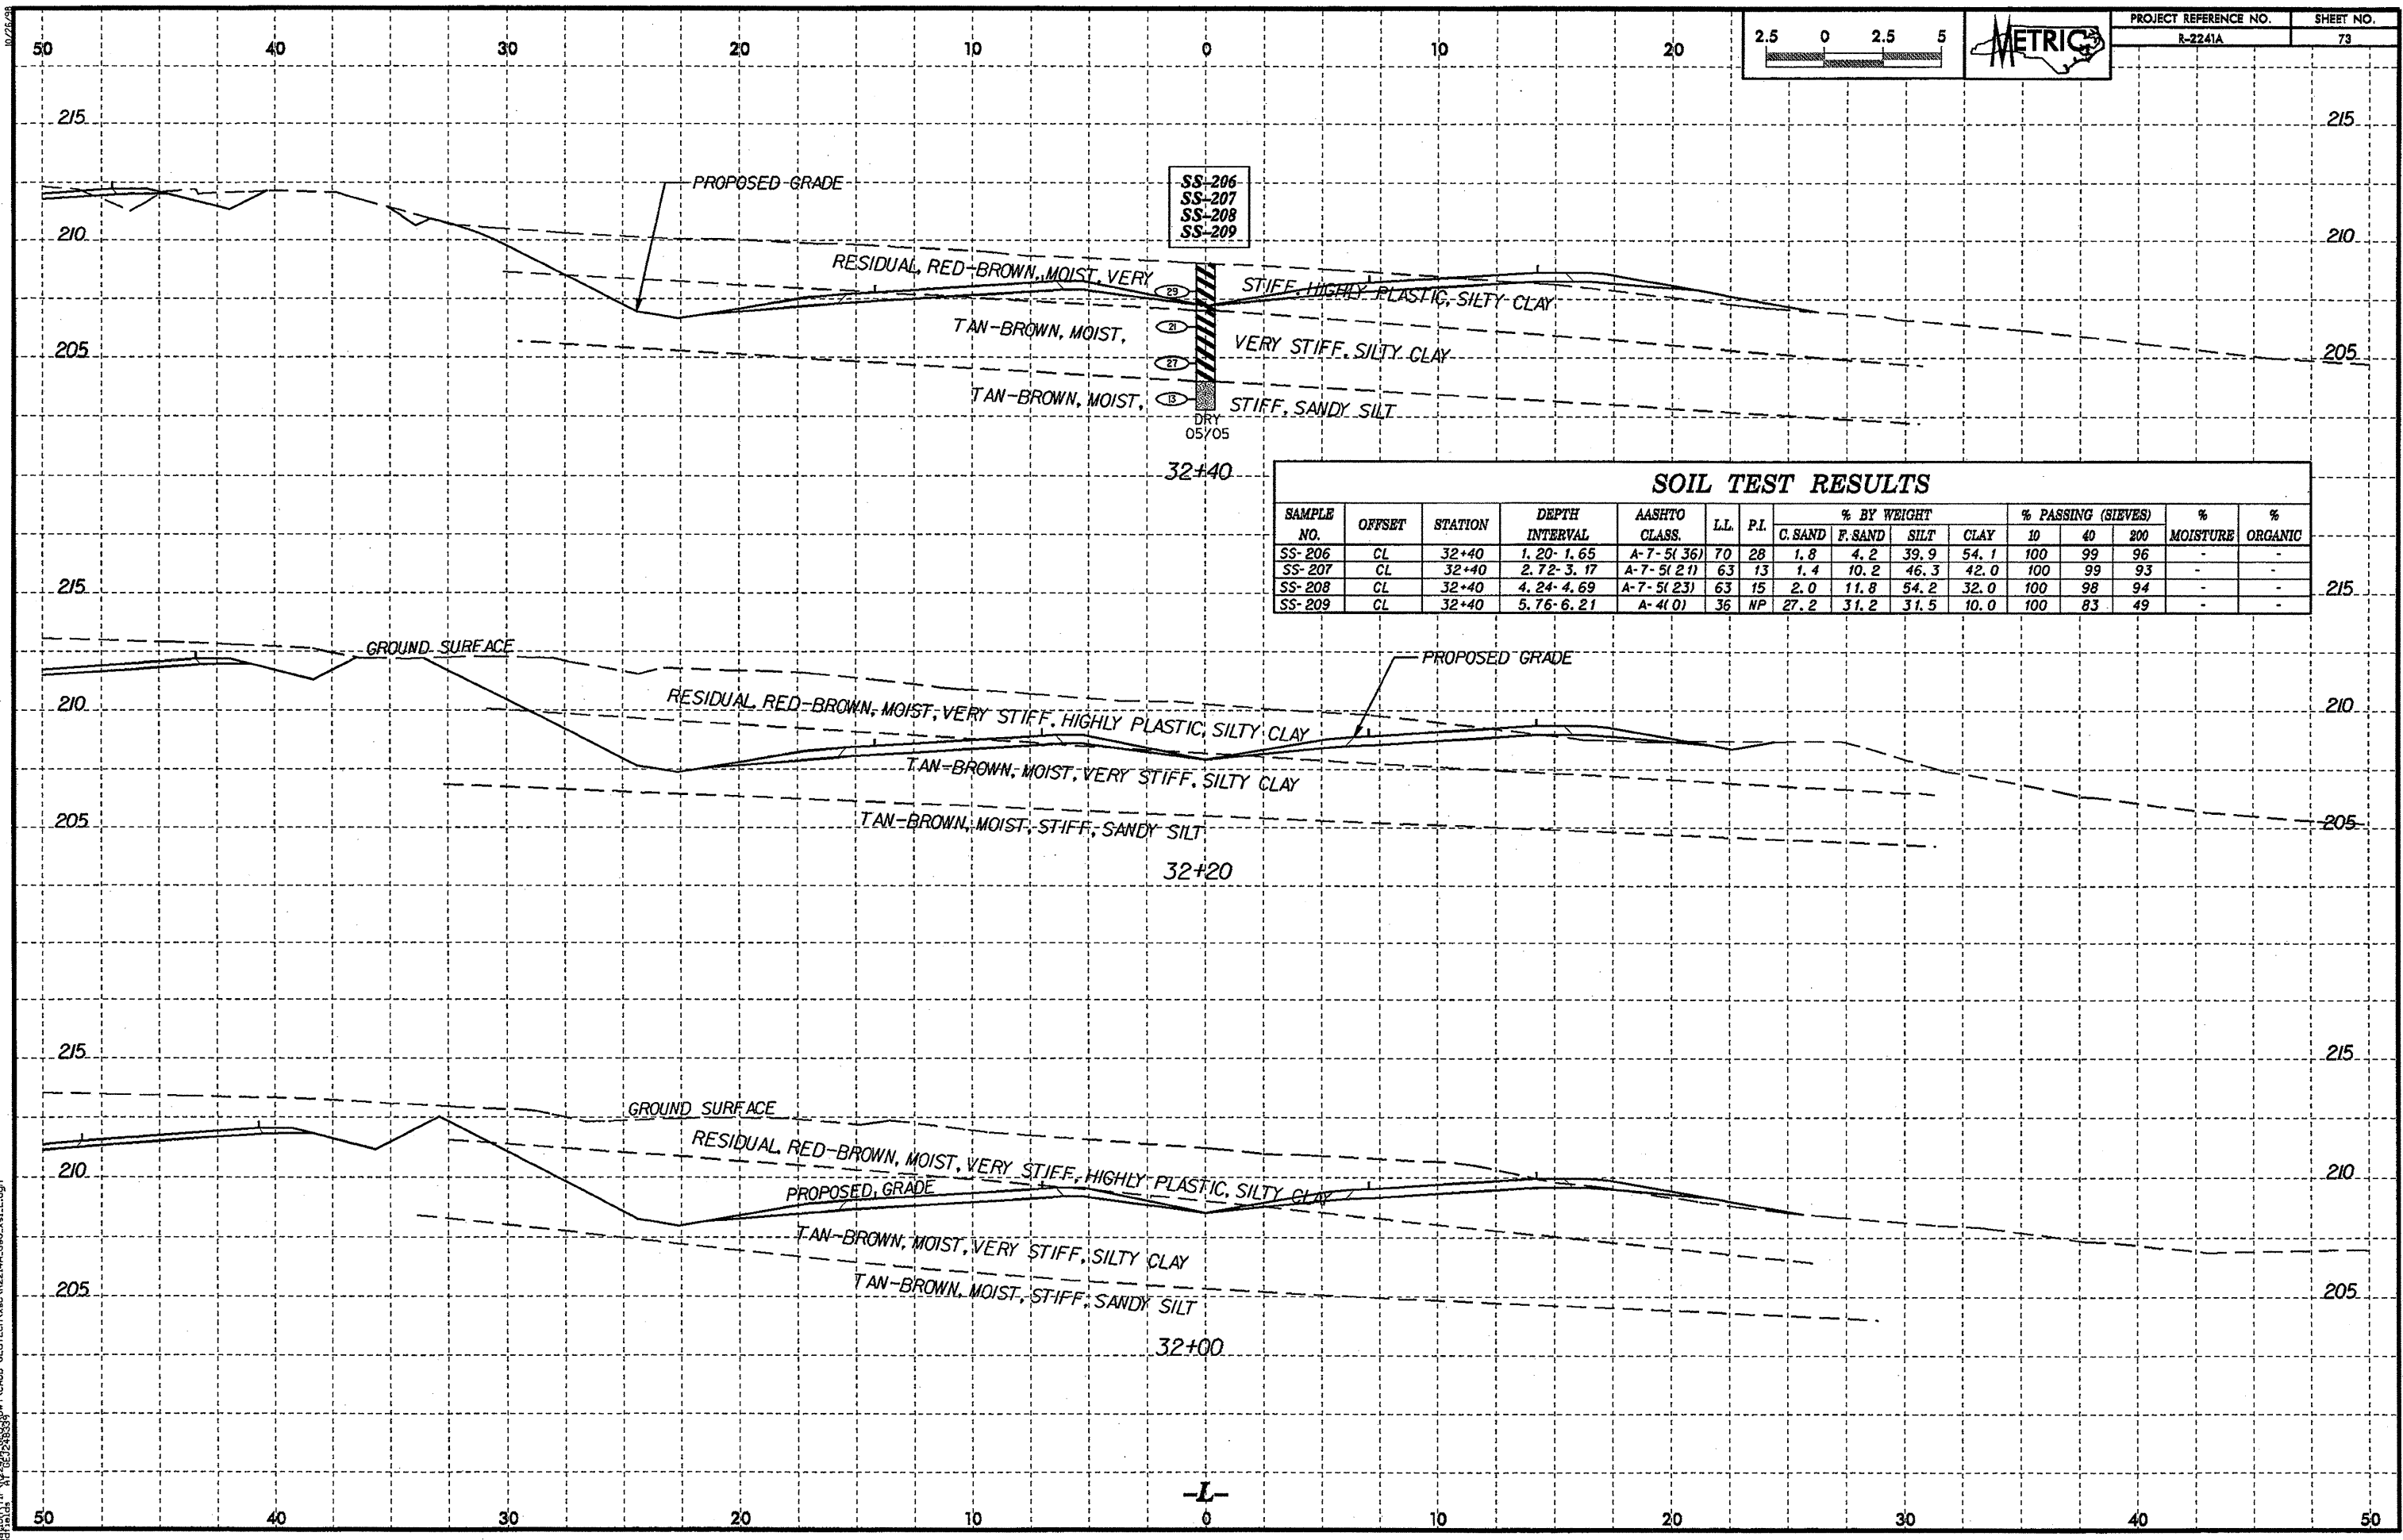 10/26/98
PROJECT REFERENCE NO. SHEET NO.
R-2241A 73
2.5 0 2.5 5
METRIC
50 40 30 20 10 0 10 20
215 215
PROPOSED GRADE
SS-206
SS-207
SS-208
SS-209
210 210
RESIDUAL, RED-BROWN, MOIST, VERY STIFF, HIGHLY PLASTIC, SILTY CLAY
29
TAN-BROWN, MOIST, VERY STIFF, SILTY CLAY
21
27
205 205
TAN-BROWN, MOIST, STIFF, SANDY SILT
13
DRY
05/05
32+40
SOIL TEST RESULTS
SAMPLE NO. OFFSET STATION DEPTH INTERVAL AASHTO CLASS. L.L. P.I. % BY WEIGHT % PASSING (SIEVES) % MOISTURE % ORGANIC
C. SAND F. SAND SILT CLAY 10 40 200
SS-206 CL 32+40 1.20-1.65 A-7-5(36) 70 28 1.8 4.2 39.9 54.1 100 99 96 - -
SS-207 CL 32+40 2.72-3.17 A-7-5(21) 63 13 1.4 10.2 46.3 42.0 100 99 93 - -
SS-208 CL 32+40 4.24-4.69 A-7-5(23) 63 15 2.0 11.8 54.2 32.0 100 98 94 - -
SS-209 CL 32+40 5.76-6.21 A-4(0) 36 NP 27.2 31.2 31.5 10.0 100 83 49 - -
215 215
GROUND SURFACE
PROPOSED GRADE
210 210
RESIDUAL, RED-BROWN, MOIST, VERY STIFF, HIGHLY PLASTIC, SILTY CLAY
TAN-BROWN, MOIST, VERY STIFF, SILTY CLAY
205 205
TAN-BROWN, MOIST, STIFF, SANDY SILT
32+20
215 215
GROUND SURFACE
RESIDUAL, RED-BROWN, MOIST, VERY STIFF, HIGHLY PLASTIC, SILTY CLAY
210 210
PROPOSED GRADE
TAN-BROWN, MOIST, VERY STIFF, SILTY CLAY
205 205
TAN-BROWN, MOIST, STIFF, SANDY SILT
32+00
-L-
50 40 30 20 10 0 10 20 30 40 50